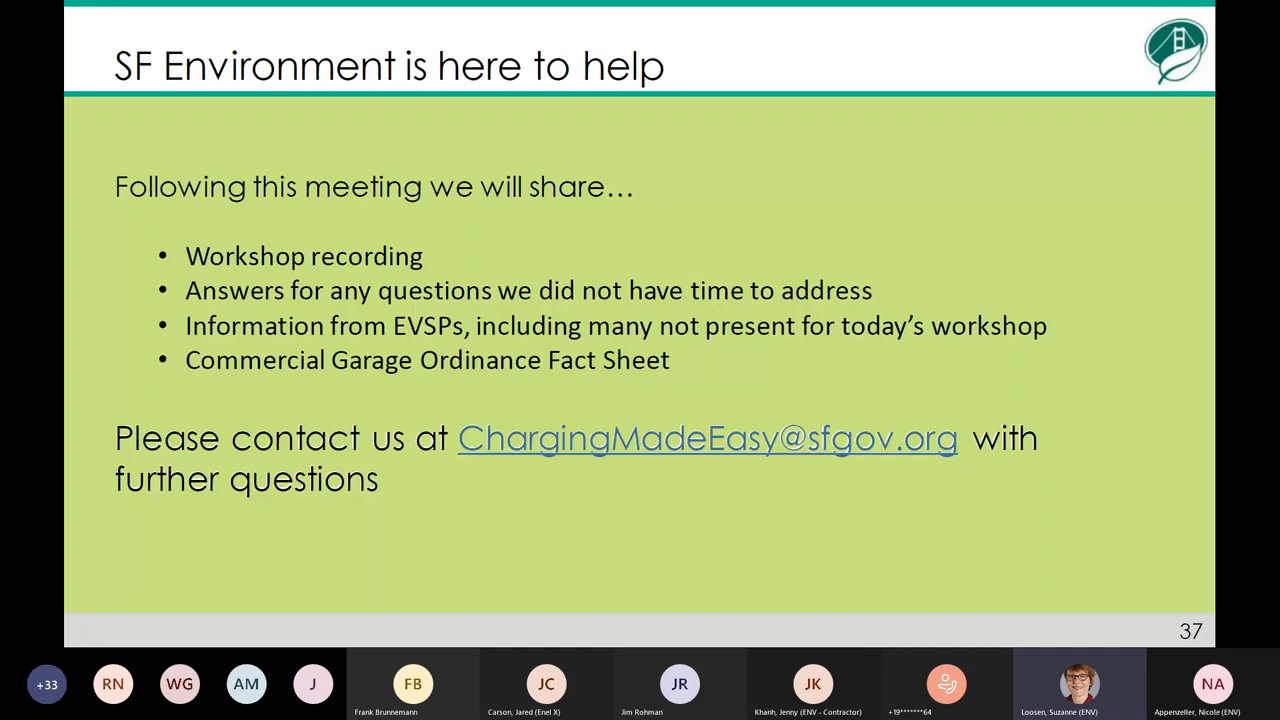 SF Environment is here to help
Following this meeting we will share…
• Workshop recording
• Answers for any questions we did not have time to address
• Information from EVSPs, including many not present for today’s workshop
• Commercial Garage Ordinance Fact Sheet
Please contact us at ChargingMadeEasy@sfgov.org with
further questions
37
+33
RN
WG
AM
J
FB
JC
JR
JK
NA
Frank Brunnemann
Carson, Jared (Enel X)
Jim Rohman
Khanh, Jenny (ENV - Contractor)
+19*******64
Loosen, Suzanne (ENV)
Appenzeller, Nicole (ENV)